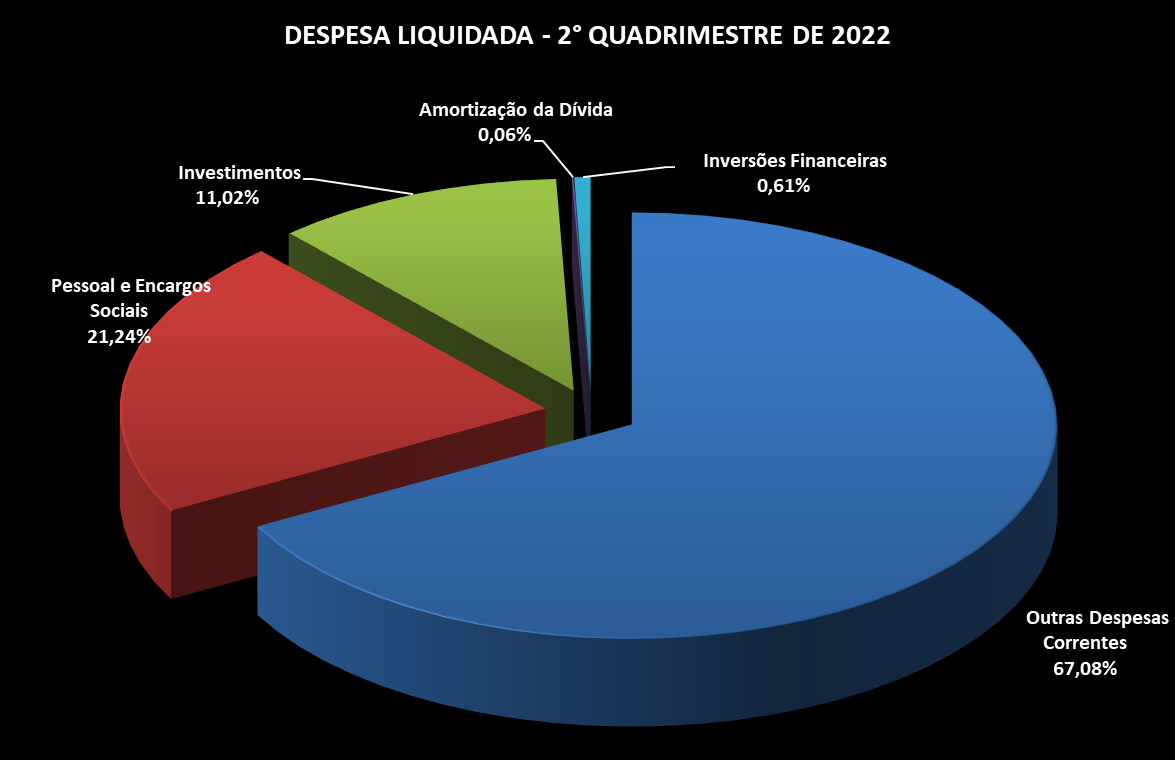 DESPESA LIQUIDADA - 2° QUADRIMESTRE DE 2022
Amortização da Dívida
0,06%
Inversões Financeiras
0,61%
Investimentos
11,02%
Pessoal e Encargos
Sociais
21,24%
Outras Despesas
Correntes
67,08%